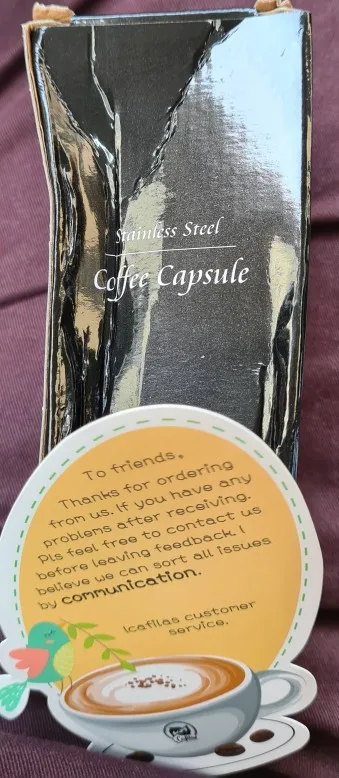 Stainless Steel
Coffee Capsule
To friends.
Thanks for ordering
from us. If you have any
problems after receiving.
Pls feel free to contact us
before leaving feedback. I
believe we can sort all issues
by communication.
Icafilas customer
service.
Coffee